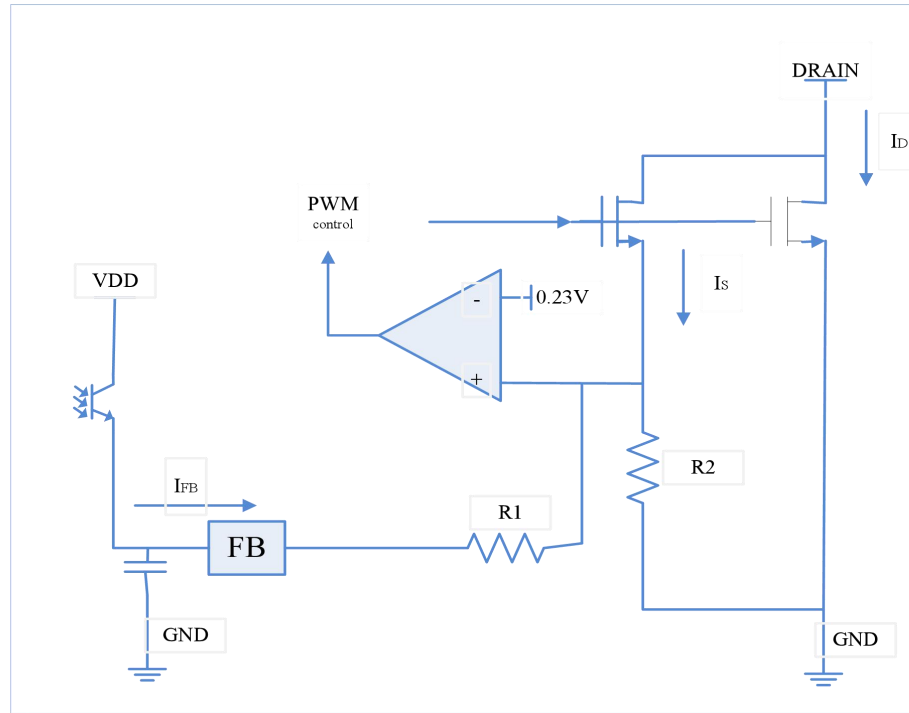 DRAIN
ID
PWM
control
IS
VDD
-
0.23V
+
R2
IFB
R1
FB
GND
GND